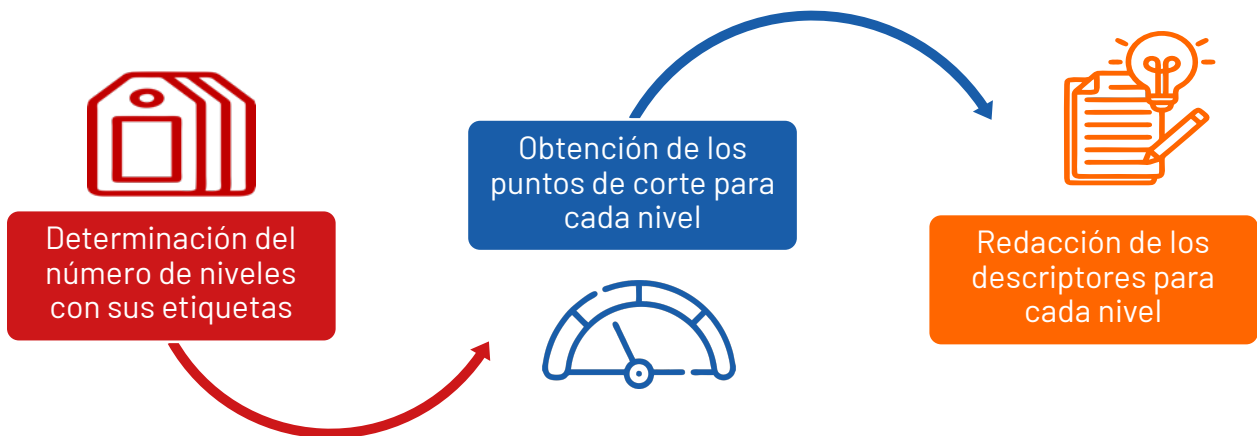 Determinación del
número de niveles
con sus etiquetas
Obtención de los
puntos de corte para
cada nivel
Redacción de los
descriptores para
cada nivel